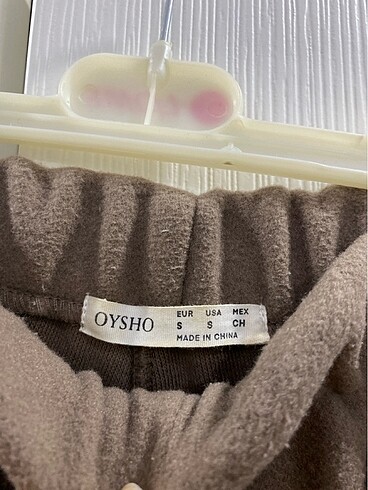 OYSHO
EUR USA MEX
S S CH
MADE IN CHINA